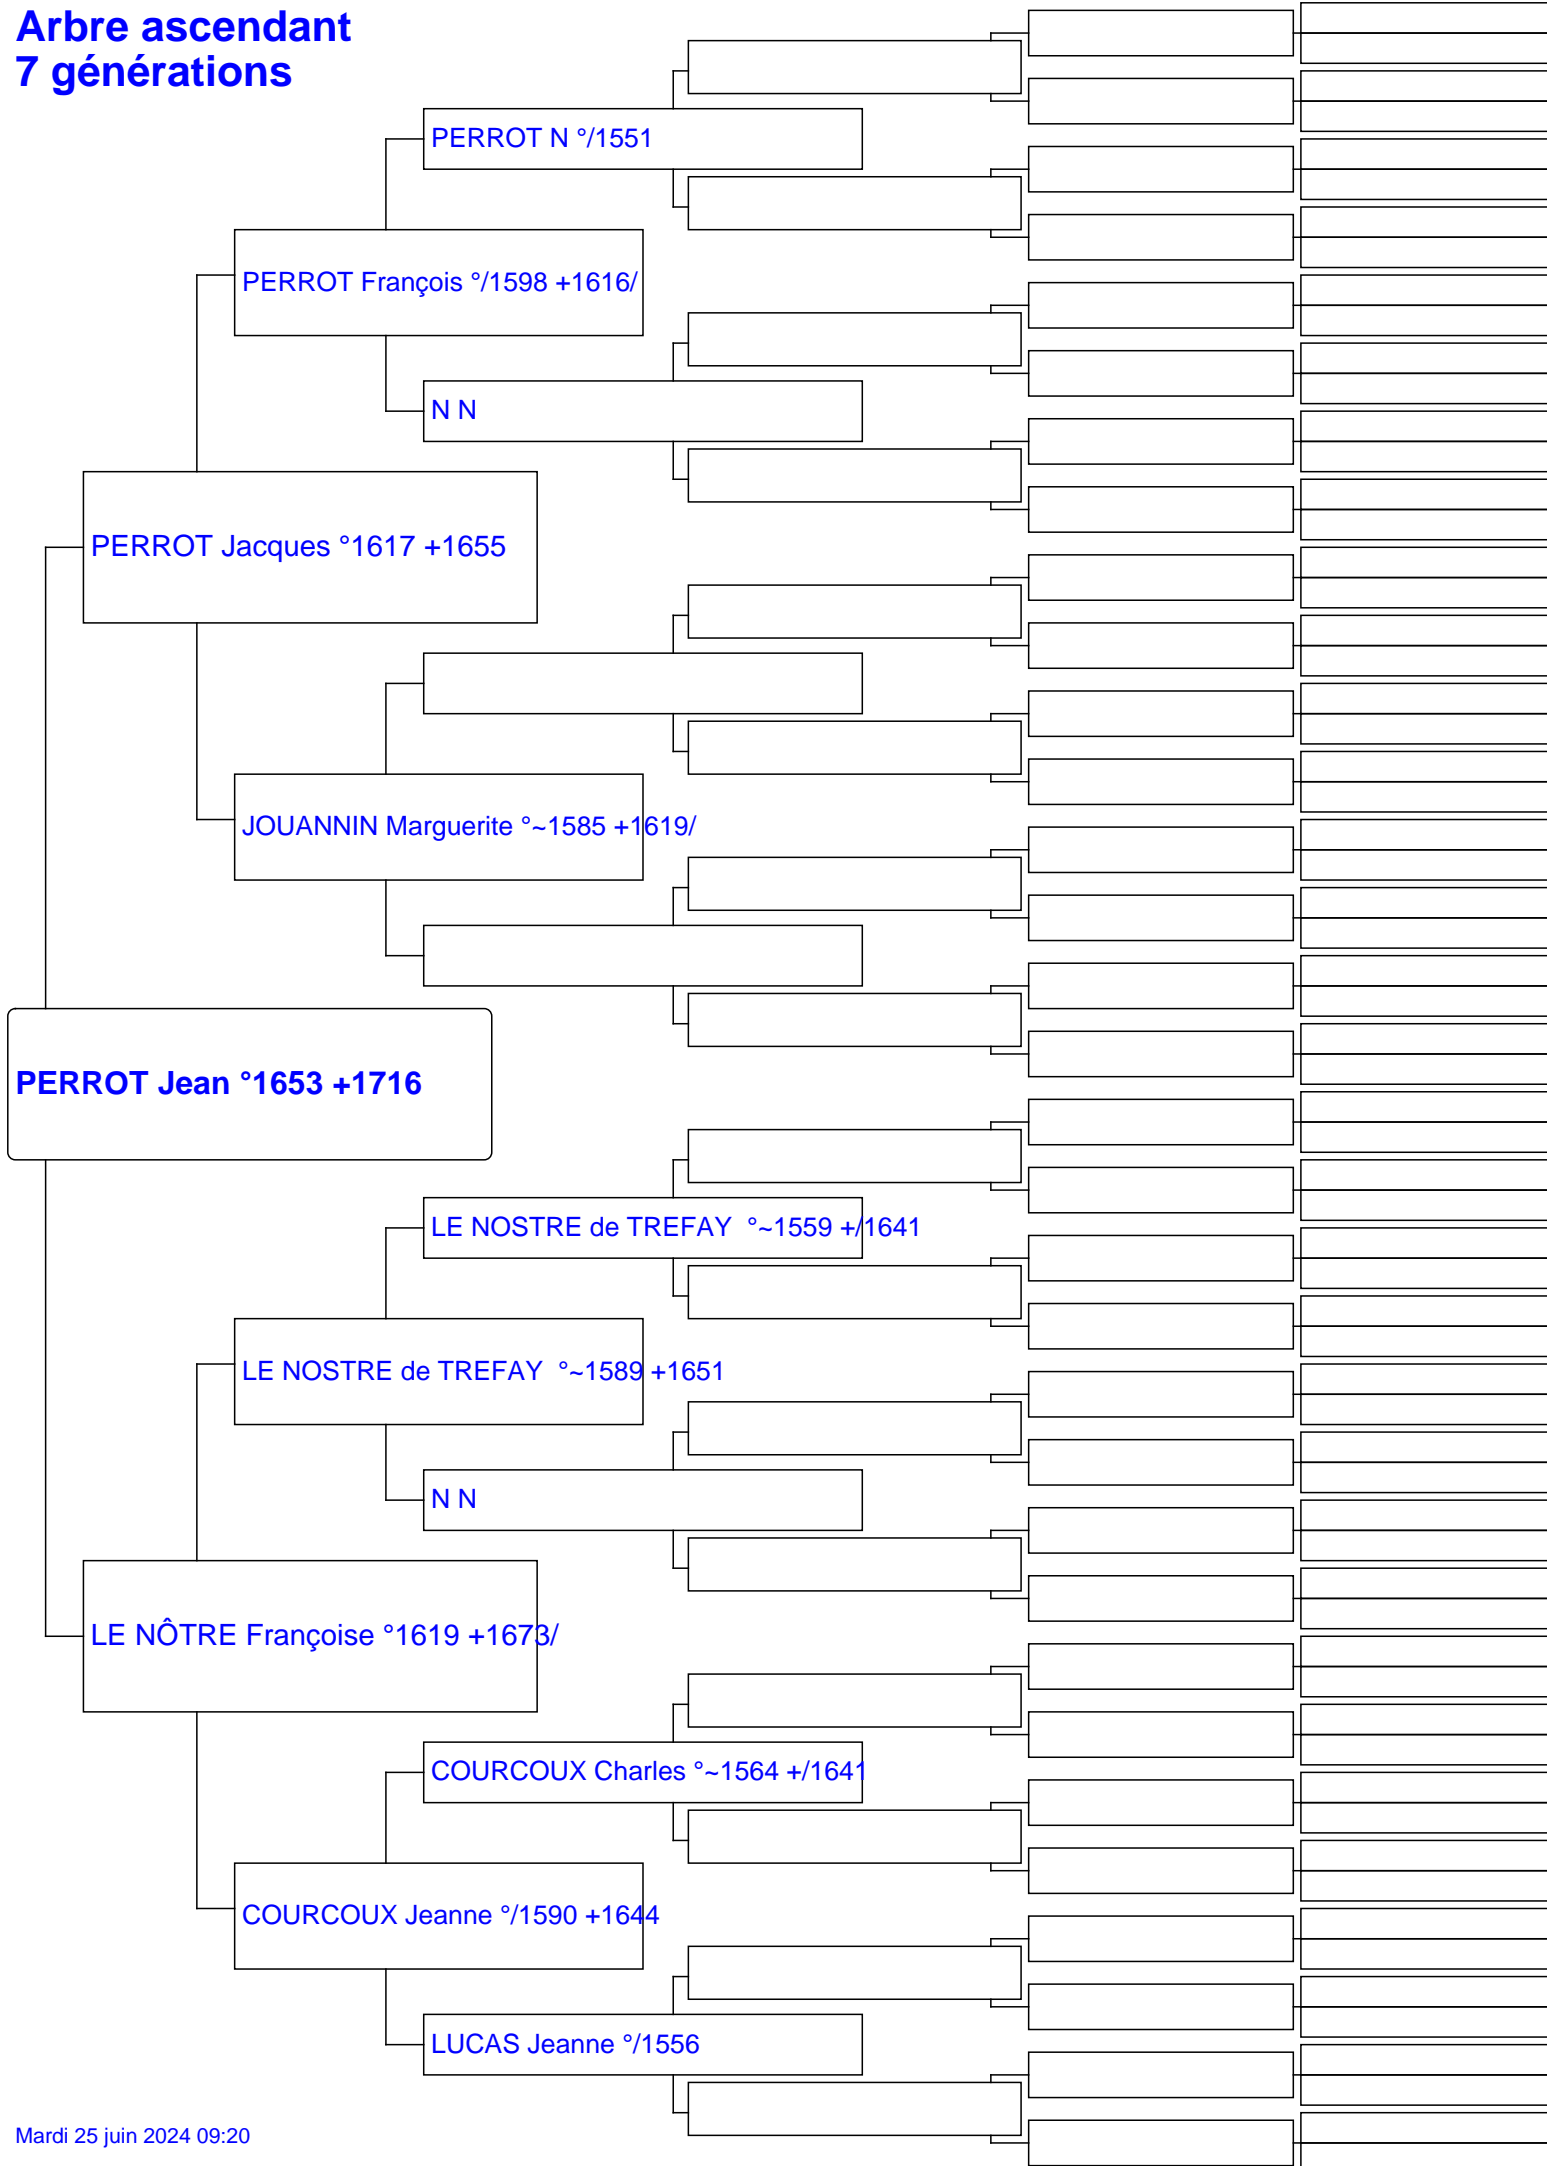 Arbre ascendant
7 générations
PERROT N °/1551
PERROT François °/1598 +1616/
N N
PERROT Jacques °1617 +1655
JOUANNIN Marguerite °~1585 +1619/
PERROT Jean °1653 +1716
LE NOSTRE de TREFAY  °~1559 +/1641
LE NOSTRE de TREFAY  °~1589 +1651
N N
LE NÔTRE Françoise °1619 +1673/
COURCOUX Charles °~1564 +/1641
COURCOUX Jeanne °/1590 +1644
LUCAS Jeanne °/1556
Mardi 25 juin 2024 09:20